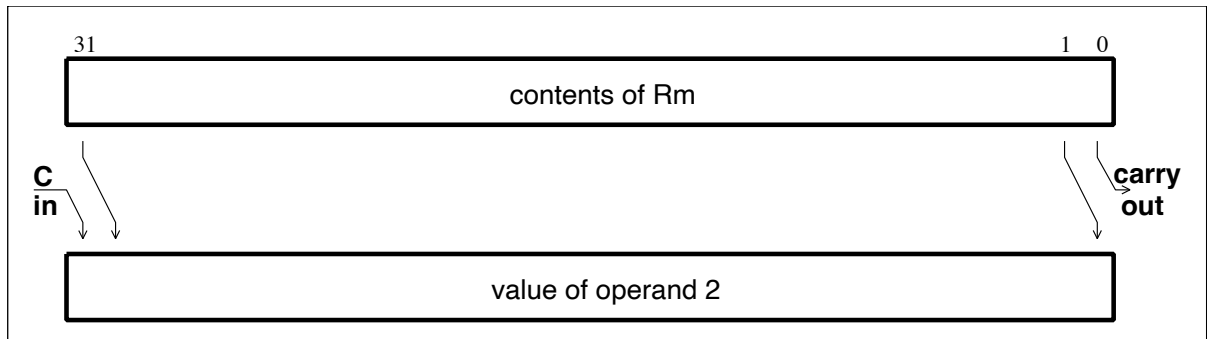 31 1 0
contents of Rm
C
in
carry
out
value of operand 2